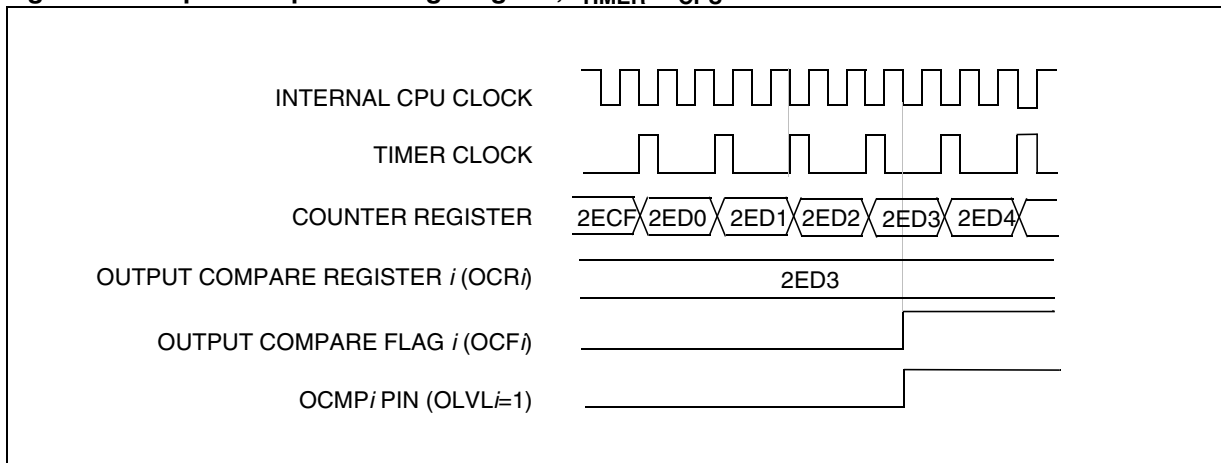 INTERNAL CPU CLOCK
TIMER CLOCK
COUNTER REGISTER 2ECF 2ED0 2ED1 2ED2 2ED3 2ED4
OUTPUT COMPARE REGISTER i (OCRi) 2ED3
OUTPUT COMPARE FLAG i (OCFi)
OCMPi PIN (OLVLi=1)